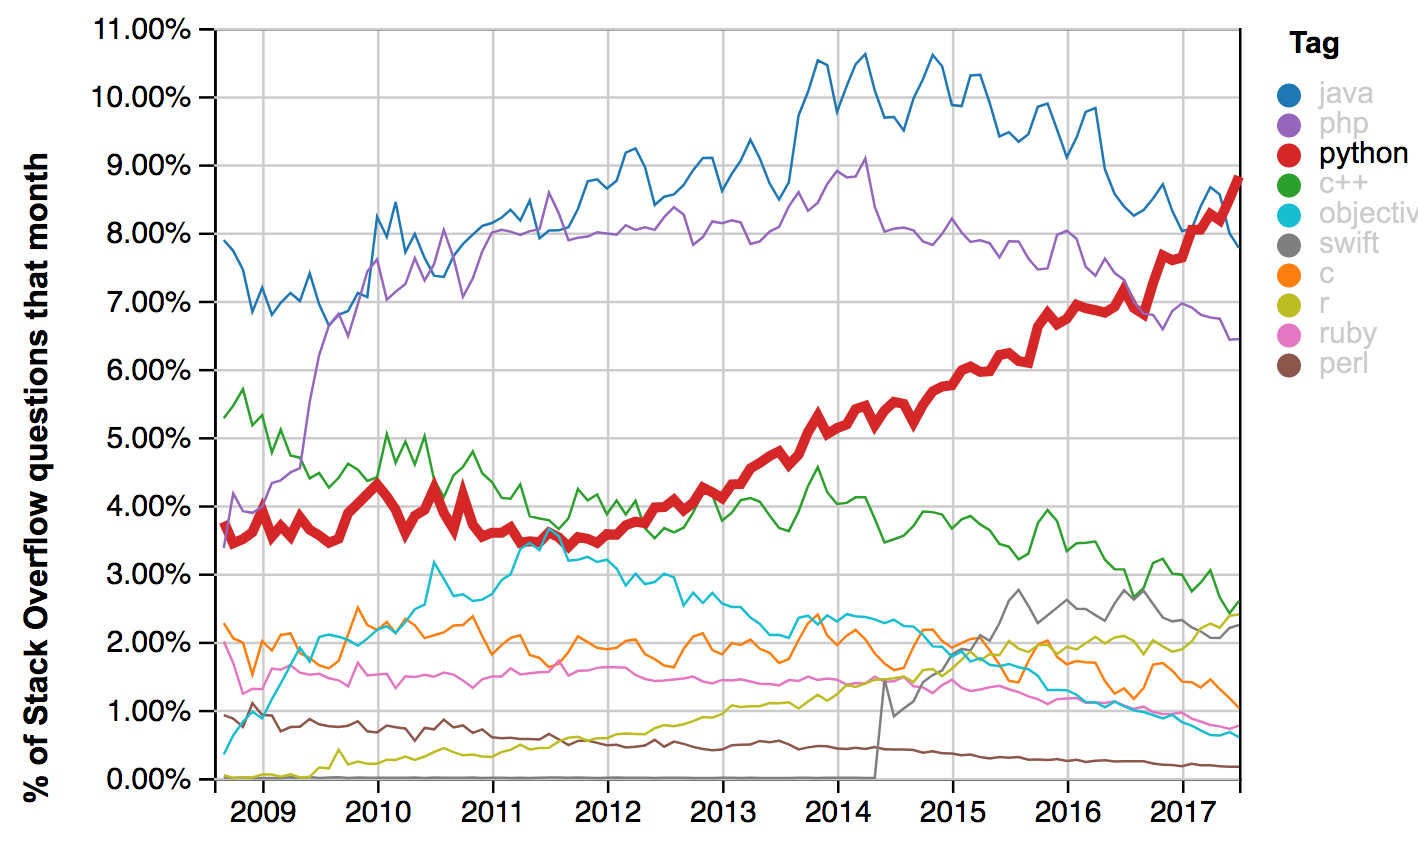 % of Stack Overflow questions that month
11.00%
10.00%
9.00%
8.00%
7.00%
6.00%
5.00%
4.00%
3.00%
2.00%
1.00%
0.00%
2009
2010
2011
2012
2013
2014
2015
2016
2017
Tag
java
php
python
c++
objectiv
swift
c
r
ruby
perl